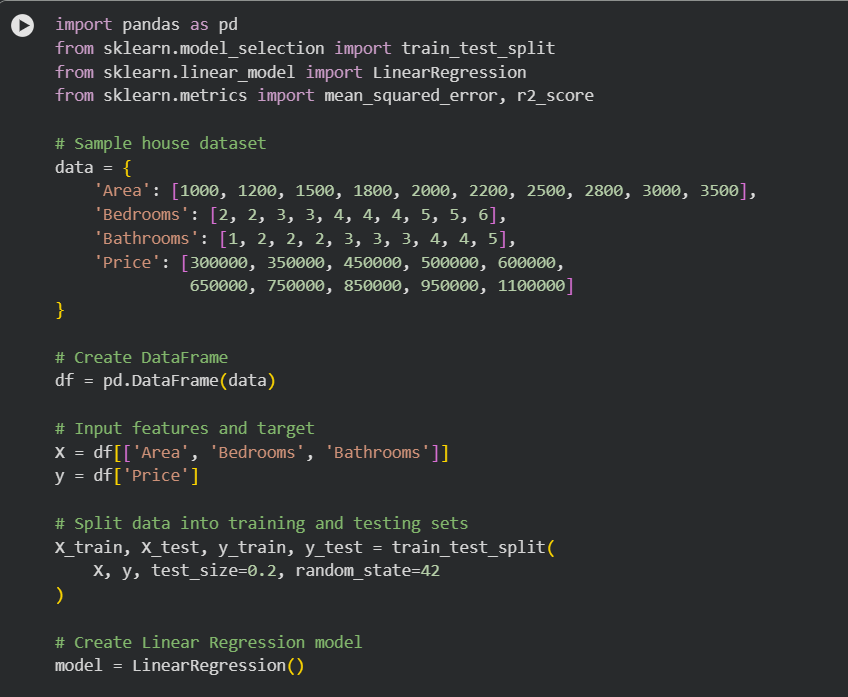 import pandas as pd
from sklearn.model_selection import train_test_split
from sklearn.linear_model import LinearRegression
from sklearn.metrics import mean_squared_error, r2_score

# Sample house dataset
data = {
    'Area': [1000, 1200, 1500, 1800, 2000, 2200, 2500, 2800, 3000, 3500],
    'Bedrooms': [2, 2, 3, 3, 4, 4, 4, 5, 5, 6],
    'Bathrooms': [1, 2, 2, 2, 3, 3, 3, 4, 4, 5],
    'Price': [300000, 350000, 450000, 500000, 600000,
              650000, 750000, 850000, 950000, 1100000]
}

# Create DataFrame
df = pd.DataFrame(data)

# Input features and target
X = df[['Area', 'Bedrooms', 'Bathrooms']]
y = df['Price']

# Split data into training and testing sets
X_train, X_test, y_train, y_test = train_test_split(
    X, y, test_size=0.2, random_state=42
)

# Create Linear Regression model
model = LinearRegression()